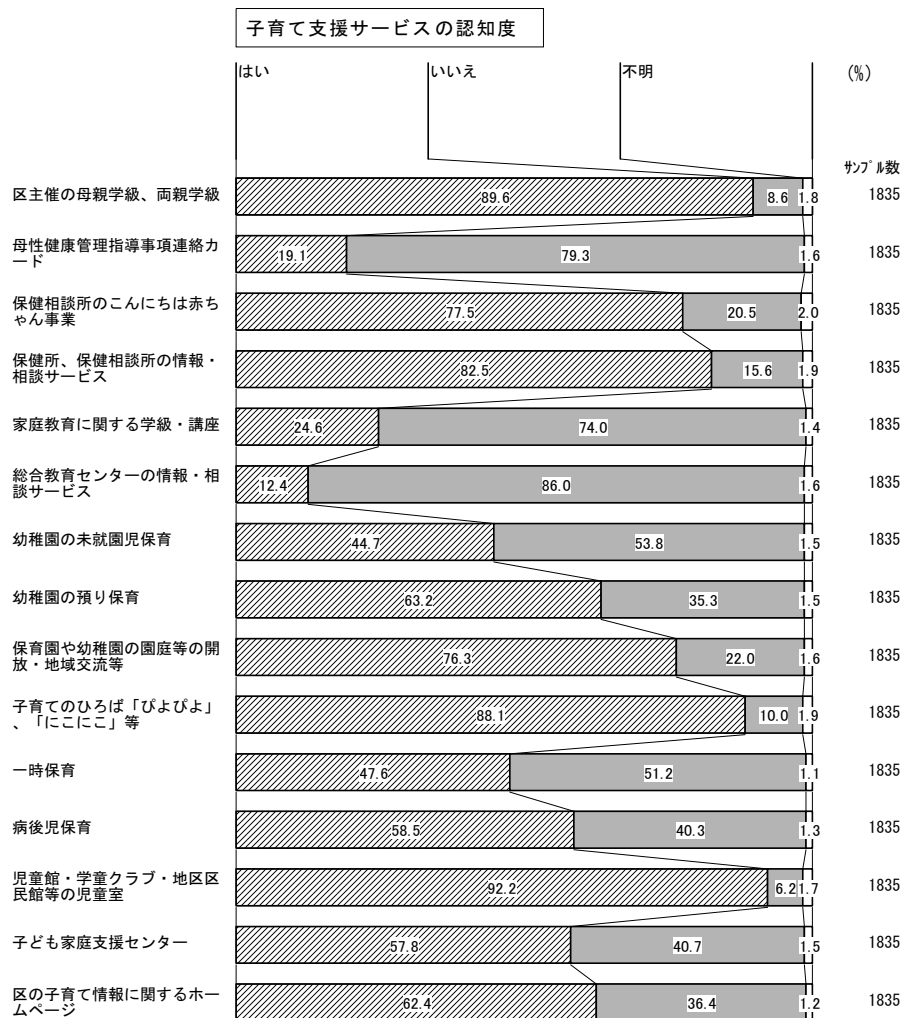 子育て支援サービスの認知度
はい いいえ 不明 (%)
ｻﾝﾌﾟﾙ数
区主催の母親学級、両親学級 89.6 8.6 1.8 1835
母性健康管理指導事項連絡カ
ード 19.1 79.3 1.6 1835
保健相談所のこんにちは赤ち
ゃん事業 77.5 20.5 2.0 1835
保健所、保健相談所の情報・
相談サービス 82.5 15.6 1.9 1835
家庭教育に関する学級・講座 24.6 74.0 1.4 1835
総合教育センターの情報・相
談サービス 12.4 86.0 1.6 1835
幼稚園の未就園児保育 44.7 53.8 1.5 1835
幼稚園の預り保育 63.2 35.3 1.5 1835
保育園や幼稚園の園庭等の開
放・地域交流等 76.3 22.0 1.6 1835
子育てのひろば「ぴよぴよ」
、「にこにこ」等 88.1 10.0 1.9 1835
一時保育 47.6 51.2 1.1 1835
病後児保育 58.5 40.3 1.3 1835
児童館・学童クラブ・地区区
民館等の児童室 92.2 6.2 1.7 1835
子ども家庭支援センター 57.8 40.7 1.5 1835
区の子育て情報に関するホー
ムページ 62.4 36.4 1.2 1835